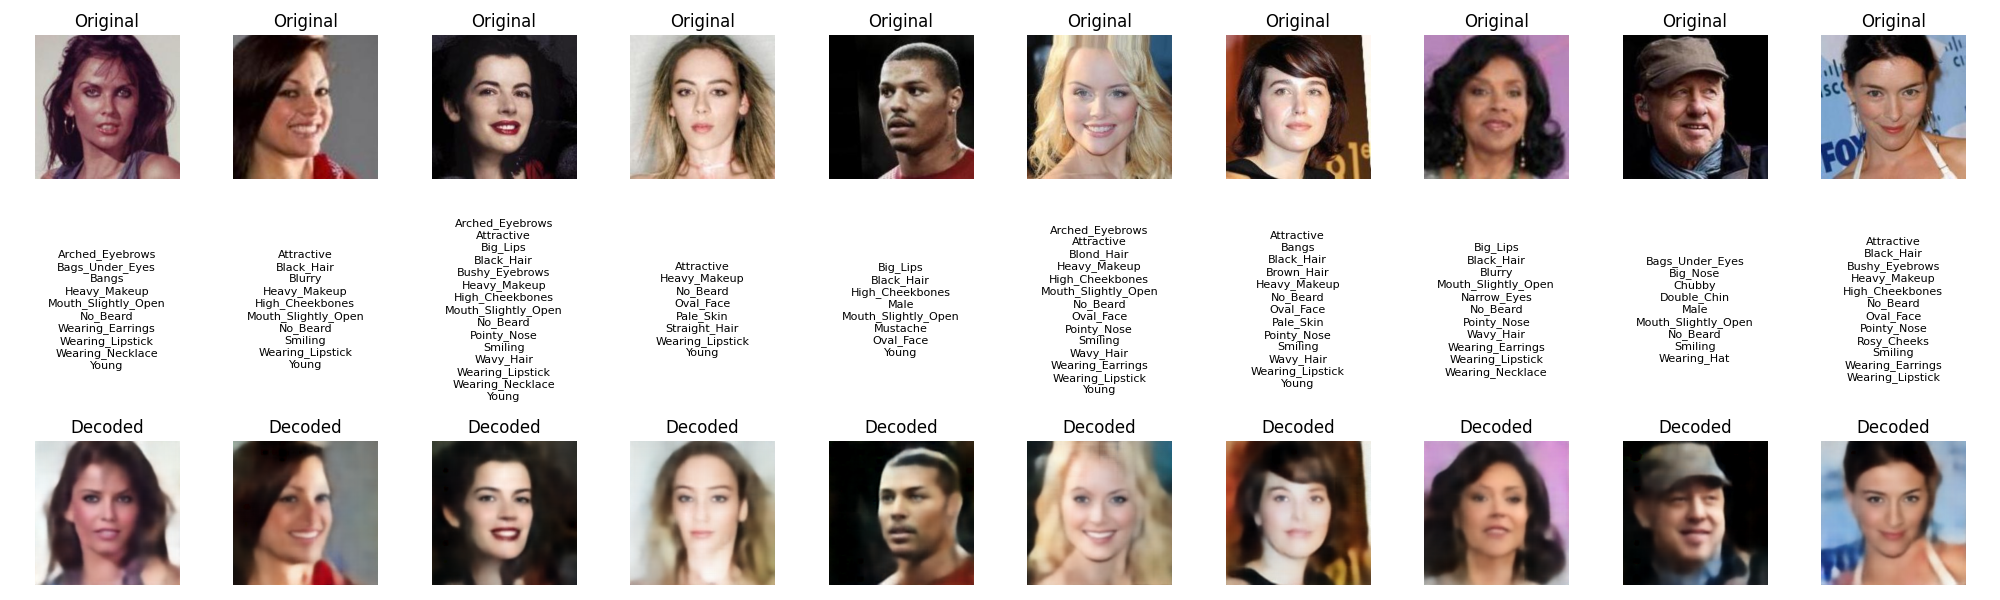 Original
Original
Original
Original
Original
Original
Original
Original
Original
Original
FOX
Arched_Eyebrows
Bags_Under_Eyes
Bangs
Heavy_Makeup
Mouth_Slightly_Open
No_Beard
Wearing_Earrings
Wearing_Lipstick
Wearing_Necklace
Young
Attractive
Black_Hair
Blurry
Heavy_Makeup
High_Cheekbones
Mouth_Slightly_Open
No_Beard
Smiling
Wearing_Lipstick
Young
Arched_Eyebrows
Attractive
Big_Lips
Black_Hair
Bushy_Eyebrows
Heavy_Makeup
High_Cheekbones
Mouth_Slightly_Open
No_Beard
Pointy_Nose
Smiling
Wavy_Hair
Wearing_Lipstick
Wearing_Necklace
Young
Attractive
Heavy_Makeup
No_Beard
Oval_Face
Pale_Skin
Straight_Hair
Wearing_Lipstick
Young
Big_Lips
Black_Hair
High_Cheekbones
Male
Mouth_Slightly_Open
Mustache
Oval_Face
Young
Arched_Eyebrows
Attractive
Blond_Hair
Heavy_Makeup
High_Cheekbones
Mouth_Slightly_Open
No_Beard
Oval_Face
Pointy_Nose
Smiling
Wavy_Hair
Wearing_Earrings
Wearing_Lipstick
Young
Attractive
Bangs
Black_Hair
Brown_Hair
Heavy_Makeup
No_Beard
Oval_Face
Pale_Skin
Pointy_Nose
Smiling
Wavy_Hair
Wearing_Lipstick
Young
Big_Lips
Black_Hair
Blurry
Mouth_Slightly_Open
Narrow_Eyes
No_Beard
Pointy_Nose
Wavy_Hair
Wearing_Earrings
Wearing_Lipstick
Wearing_Necklace
Bags_Under_Eyes
Big_Nose
Chubby
Double_Chin
Male
Mouth_Slightly_Open
No_Beard
Smiling
Wearing_Hat
Attractive
Black_Hair
Bushy_Eyebrows
Heavy_Makeup
High_Cheekbones
No_Beard
Oval_Face
Pointy_Nose
Rosy_Cheeks
Smiling
Wearing_Earrings
Wearing_Lipstick
Decoded
Decoded
Decoded
Decoded
Decoded
Decoded
Decoded
Decoded
Decoded
Decoded